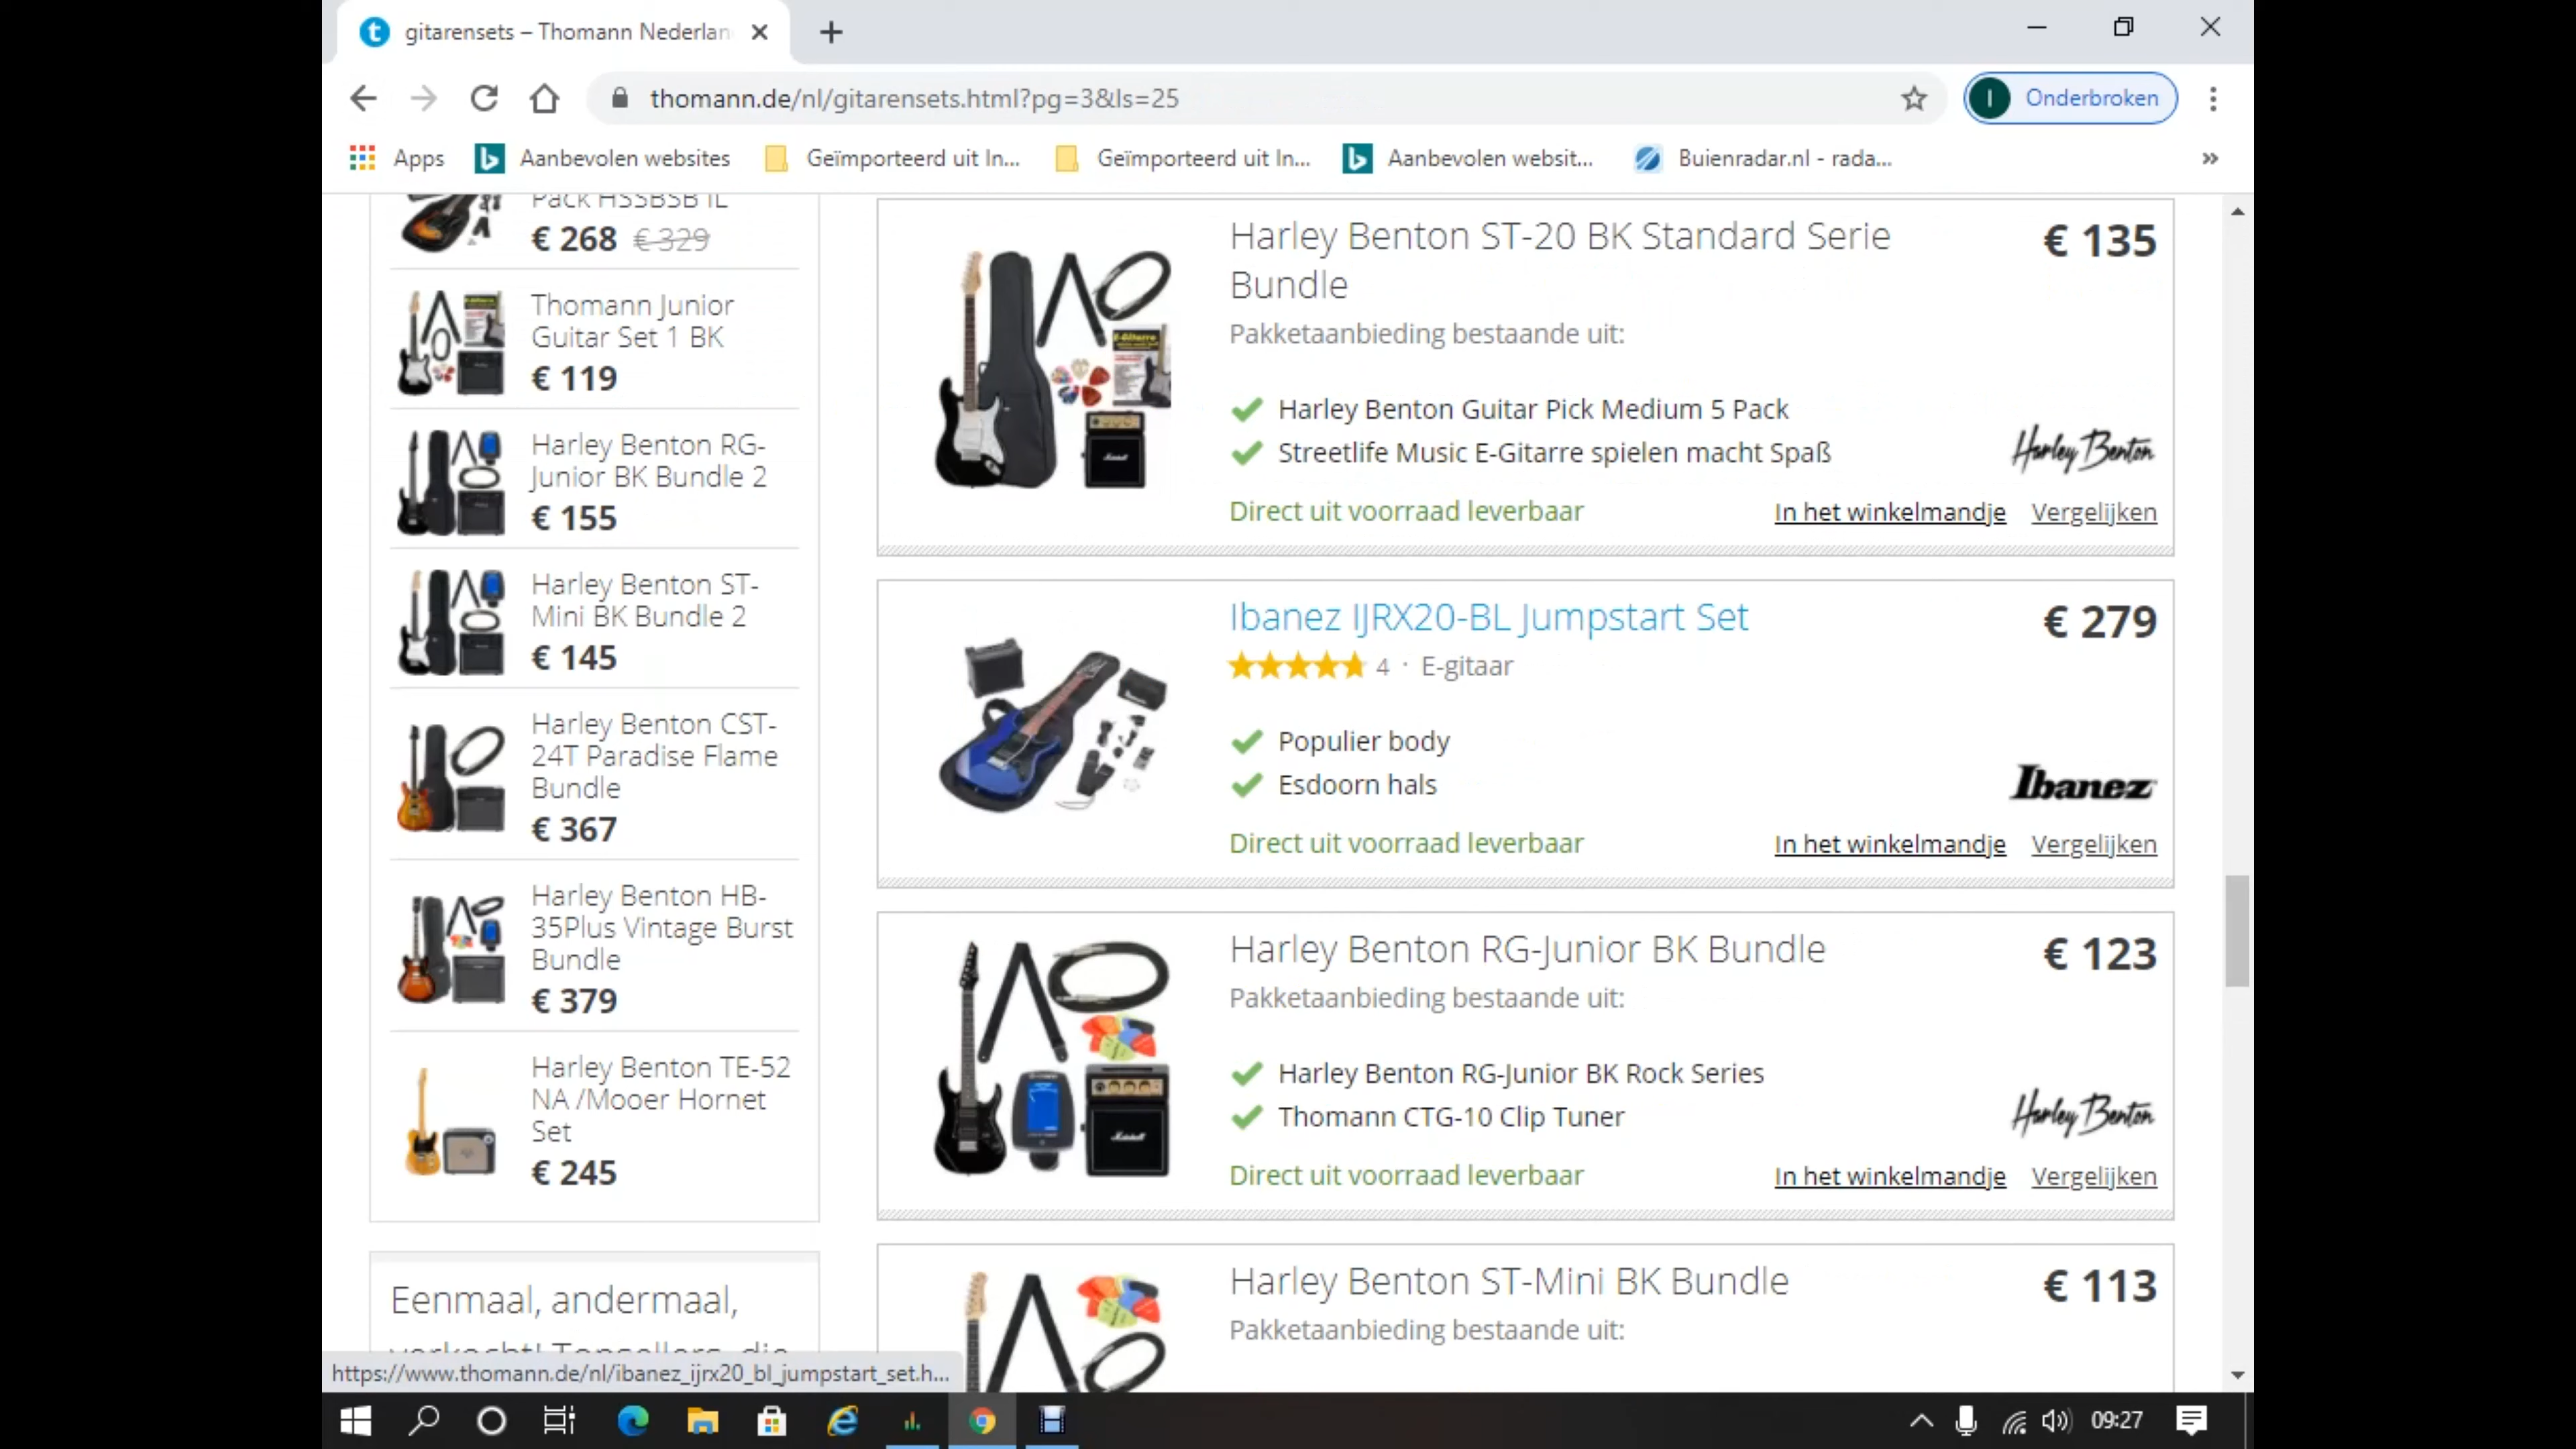 gitarensets – Thomann Nederlan
thomann.de/nl/gitarensets.html?pg=3&ls=25
I
Onderbroken
Apps
Aanbevolen websites
Geïmporteerd uit In...
Geïmporteerd uit In...
Aanbevolen websit...
Buienradar.nl - rada...
»
Pack HSSBSB IL
€ 268 € 329
Thomann Junior
Guitar Set 1 BK
€ 119
Harley Benton RG-
Junior BK Bundle 2
€ 155
Harley Benton ST-
Mini BK Bundle 2
€ 145
Harley Benton CST-
24T Paradise Flame
Bundle
€ 367
Harley Benton HB-
35Plus Vintage Burst
Bundle
€ 379
Harley Benton TE-52
NA /Mooer Hornet
Set
€ 245
Eenmaal, andermaal,
verkocht! Topsellers, die
Harley Benton ST-20 BK Standard Serie
Bundle
€ 135
Pakketaanbieding bestaande uit:
Harley Benton Guitar Pick Medium 5 Pack
Streetlife Music E-Gitarre spielen macht Spaß
Harley Benton
Direct uit voorraad leverbaar
In het winkelmandje
Vergelijken
Ibanez IJRX20-BL Jumpstart Set
€ 279
4 · E-gitaar
Populier body
Esdoorn hals
Ibanez
Direct uit voorraad leverbaar
In het winkelmandje
Vergelijken
Harley Benton RG-Junior BK Bundle
€ 123
Pakketaanbieding bestaande uit:
Harley Benton RG-Junior BK Rock Series
Thomann CTG-10 Clip Tuner
Harley Benton
Marshall
Direct uit voorraad leverbaar
In het winkelmandje
Vergelijken
Harley Benton ST-Mini BK Bundle
€ 113
Pakketaanbieding bestaande uit:
https://www.thomann.de/nl/ibanez_ijrx20_bl_jumpstart_set.h...
09:27